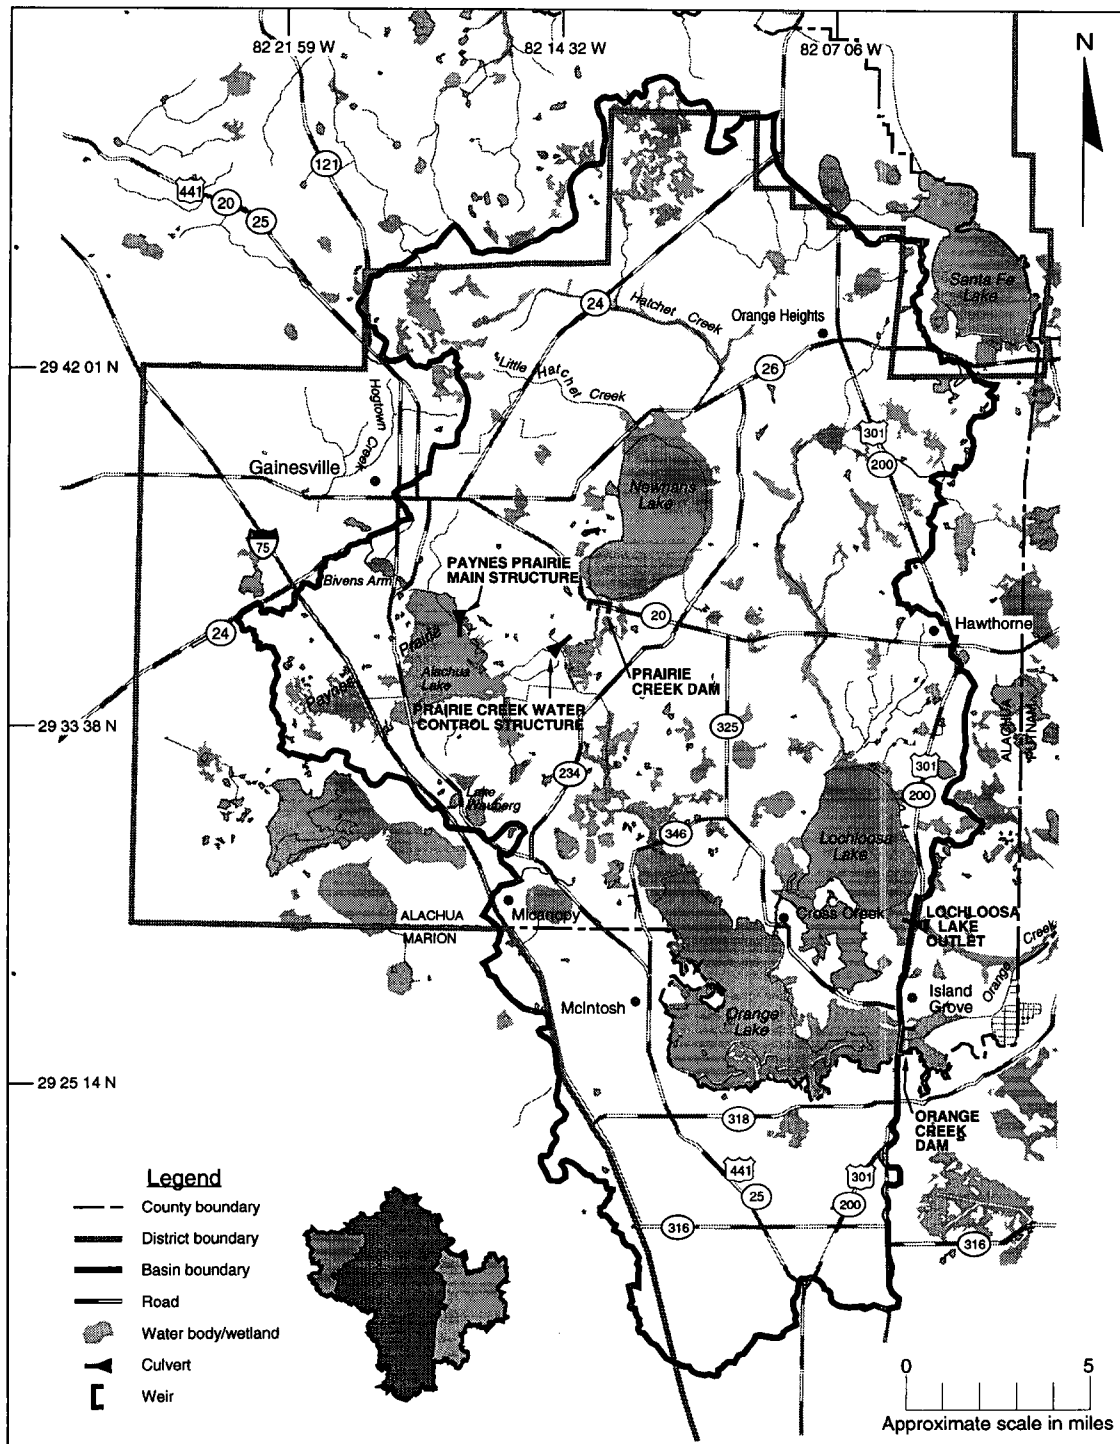 82 21 59 W
82 14 32 W
82 07 06 W
N
121
441
20
25
Santa Fe
Lake
24
Hatchet Creek
Orange Heights
29 42 01 N
Little Hatchet Creek
26
Hogtown
Creek
301
200
Gainesville
Newnans
Lake
75
PAYNES PRAIRIE
MAIN STRUCTURE
Bivens Arm
20
24
Hawthorne
Prairie
Alachua
Lake
PRAIRIE
CREEK DAM
Paynes
PRAIRIE CREEK WATER
CONTROL STRUCTURE
29 33 38 N
325
ALACHUA
PUTNAM
234
301
200
Lake
Wauberg
346
Lochloosa
Lake
Micanopy
Cross Creek
ALACHUA
MARION
LOCHLOOSA
LAKE
OUTLET
Orange Creek
McIntosh
Island
Grove
Orange
Lake
29 25 14 N
318
ORANGE
CREEK
DAM
441
25
301
200
316
316
Legend
County boundary
District boundary
Basin boundary
Road
Water body/wetland
Culvert
Weir
0 5
Approximate scale in miles